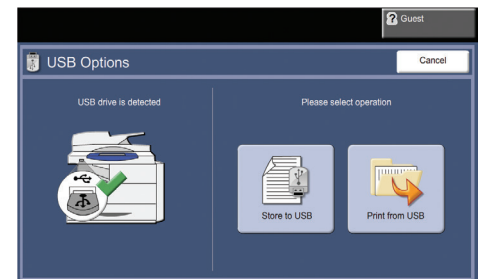 Guest
USB Options
Cancel
USB drive is detected
Please select operation
Store to USB
Print from USB